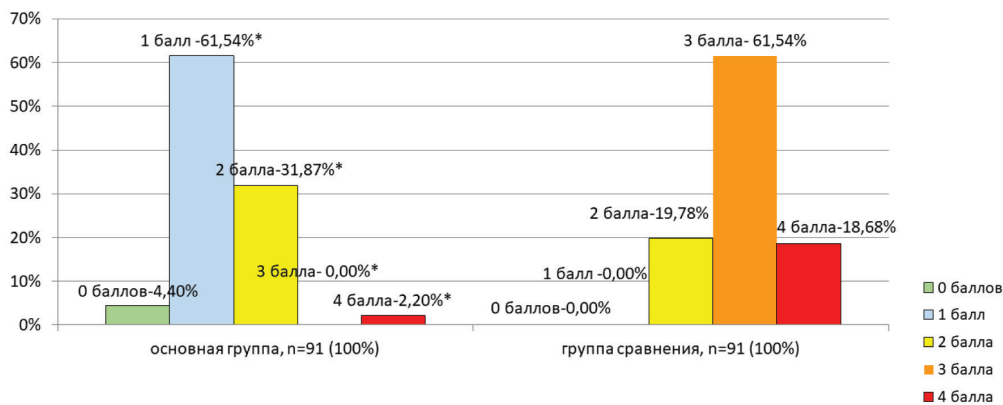 70%
60%
50%
40%
30%
20%
10%
0%
1 балл -61,54%*
2 балла-31,87%*
3 балла- 0,00%*
0 баллов-4,40%
4 балла-2,20%*
3 балла- 61,54%
2 балла-19,78%
4 балла-18,68%
1 балл -0,00%
0 баллов-0,00%
основная группа, n=91 (100%)
группа сравнения, n=91 (100%)
0 баллов
1 балл
2 балла
3 балла
4 балла